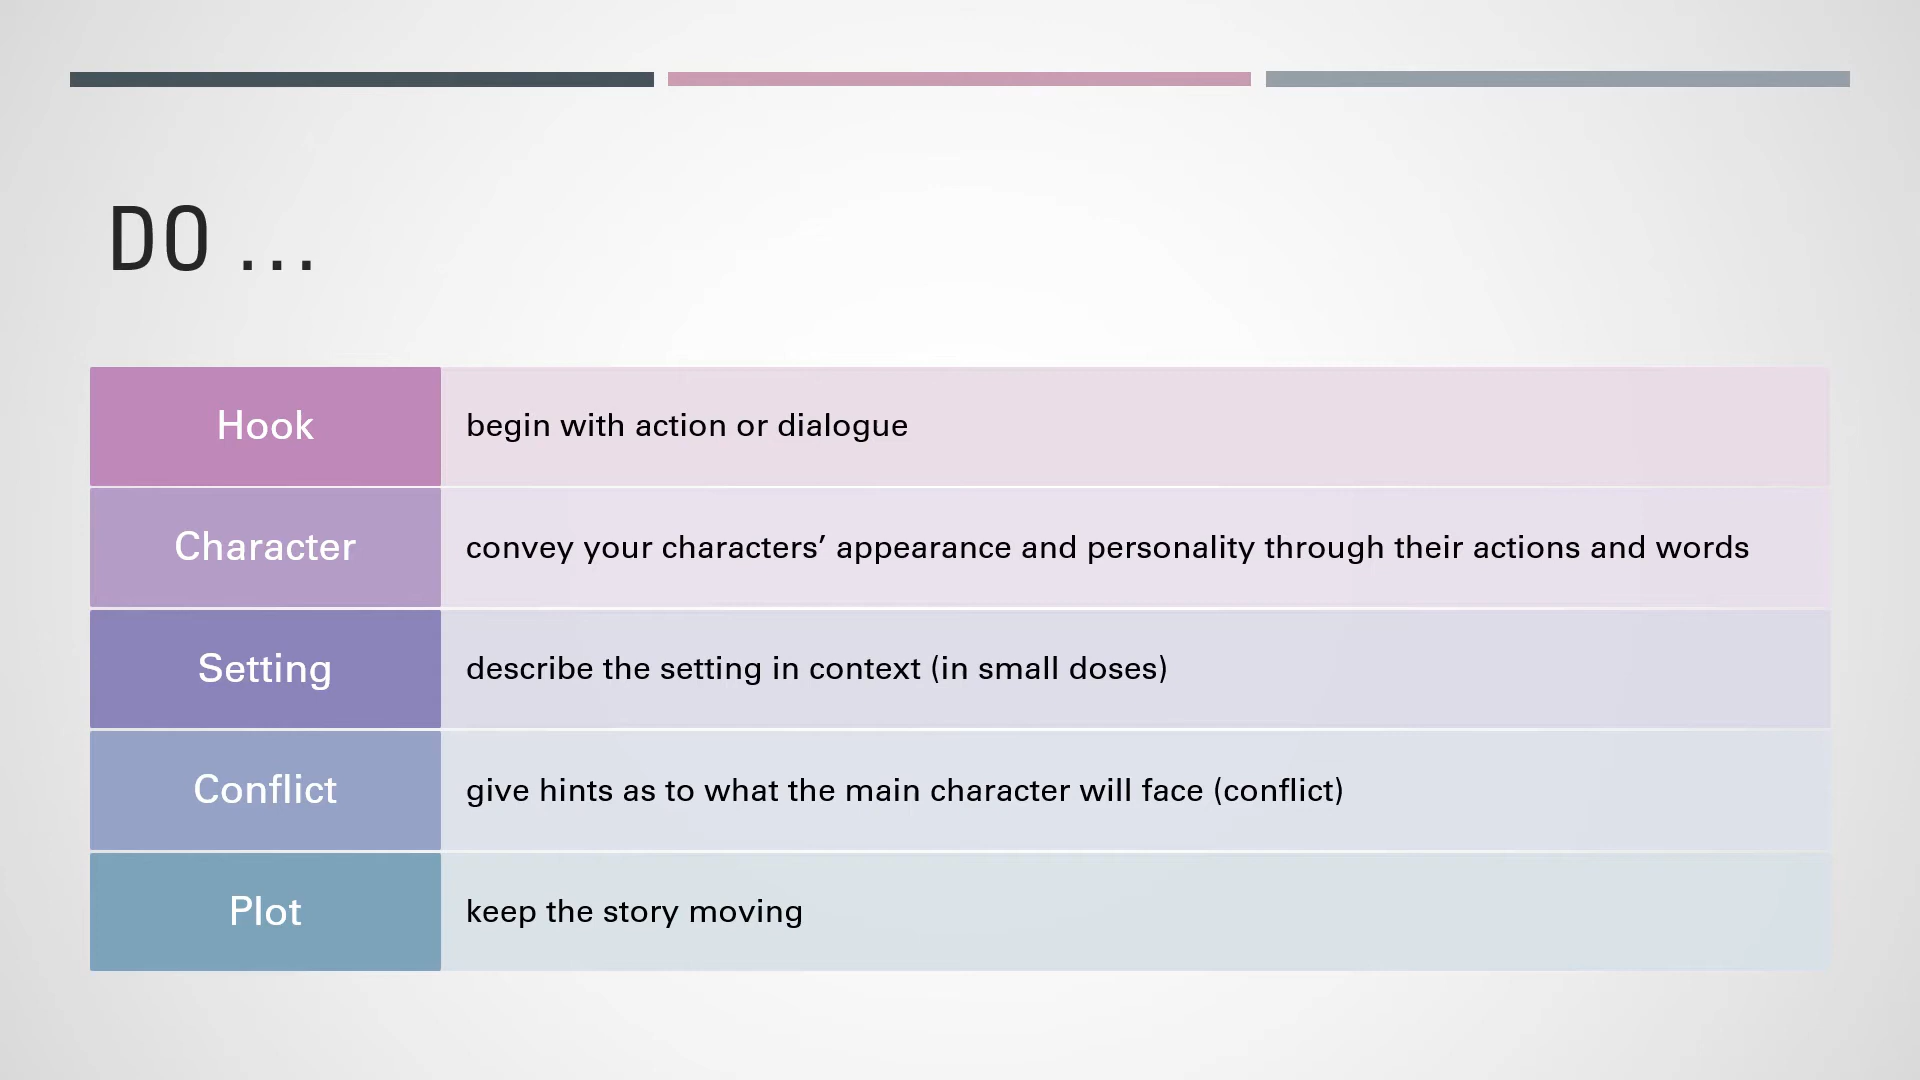 DO ...
Hook
begin with action or dialogue
Character
convey your characters’ appearance and personality through their actions and words
Setting
describe the setting in context (in small doses)
Conflict
give hints as to what the main character will face (conflict)
Plot
keep the story moving